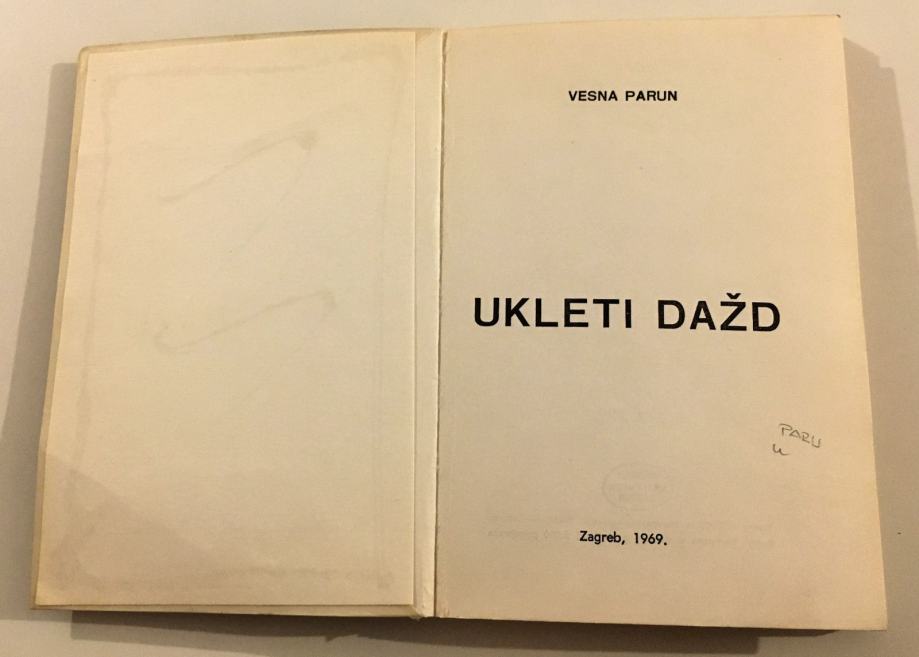 VESNA PARUN
UKLETI DAŽD
PARU
u
Zagreb, 1969.